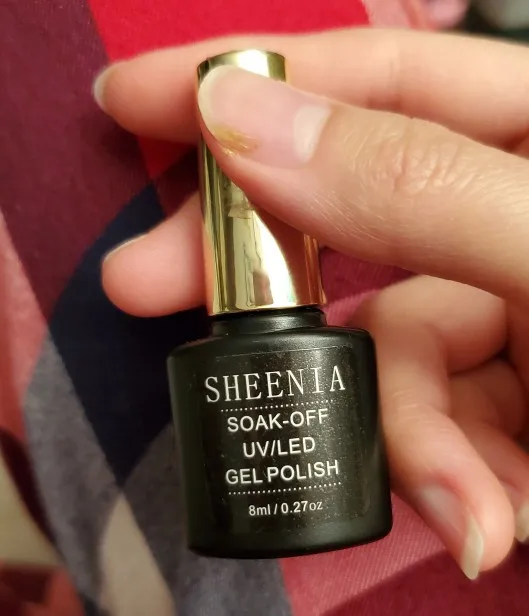 SHEENIA
SOAK-OFF
UV/LED
GEL POLISH
8ml / 0.27oz